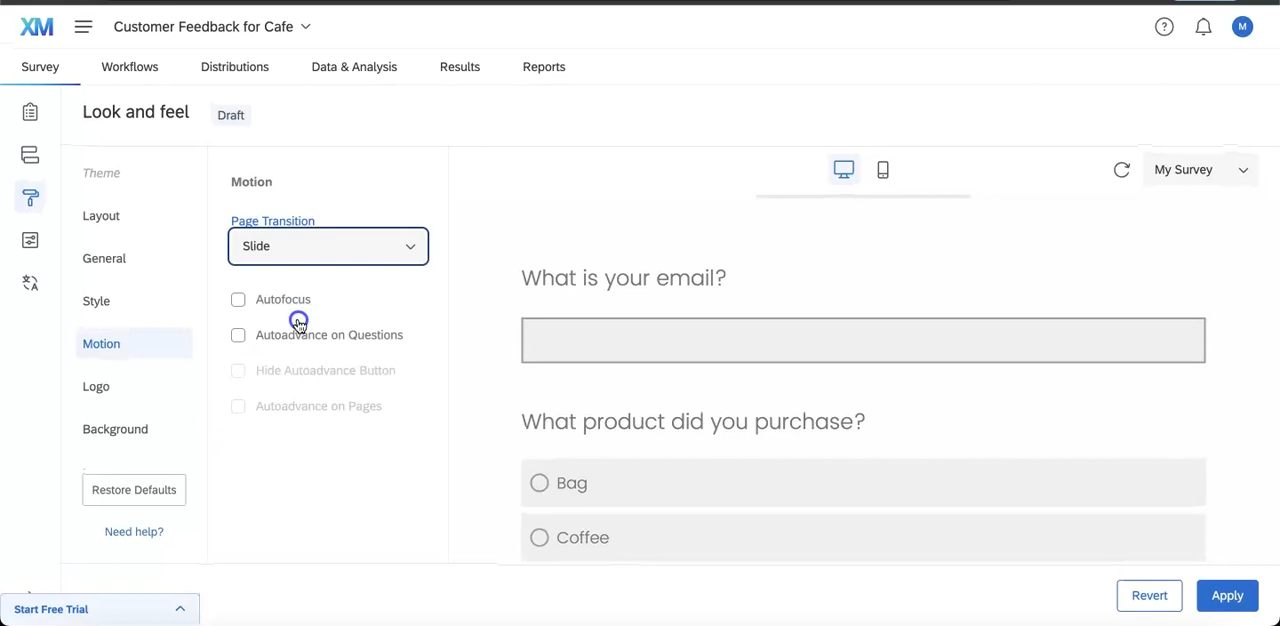 XM
Customer Feedback for Cafe
M
Survey
Workflows
Distributions
Data & Analysis
Results
Reports
Look and feel
Draft
Theme
Layout
General
Style
Motion
Logo
Background
Restore Defaults
Need help?
Motion
Page Transition
Slide
Autofocus
Autoadvance on Questions
Hide Autoadvance Button
Autoadvance on Pages
My Survey
What is your email?
What product did you purchase?
Bag
Coffee
Start Free Trial
Revert
Apply